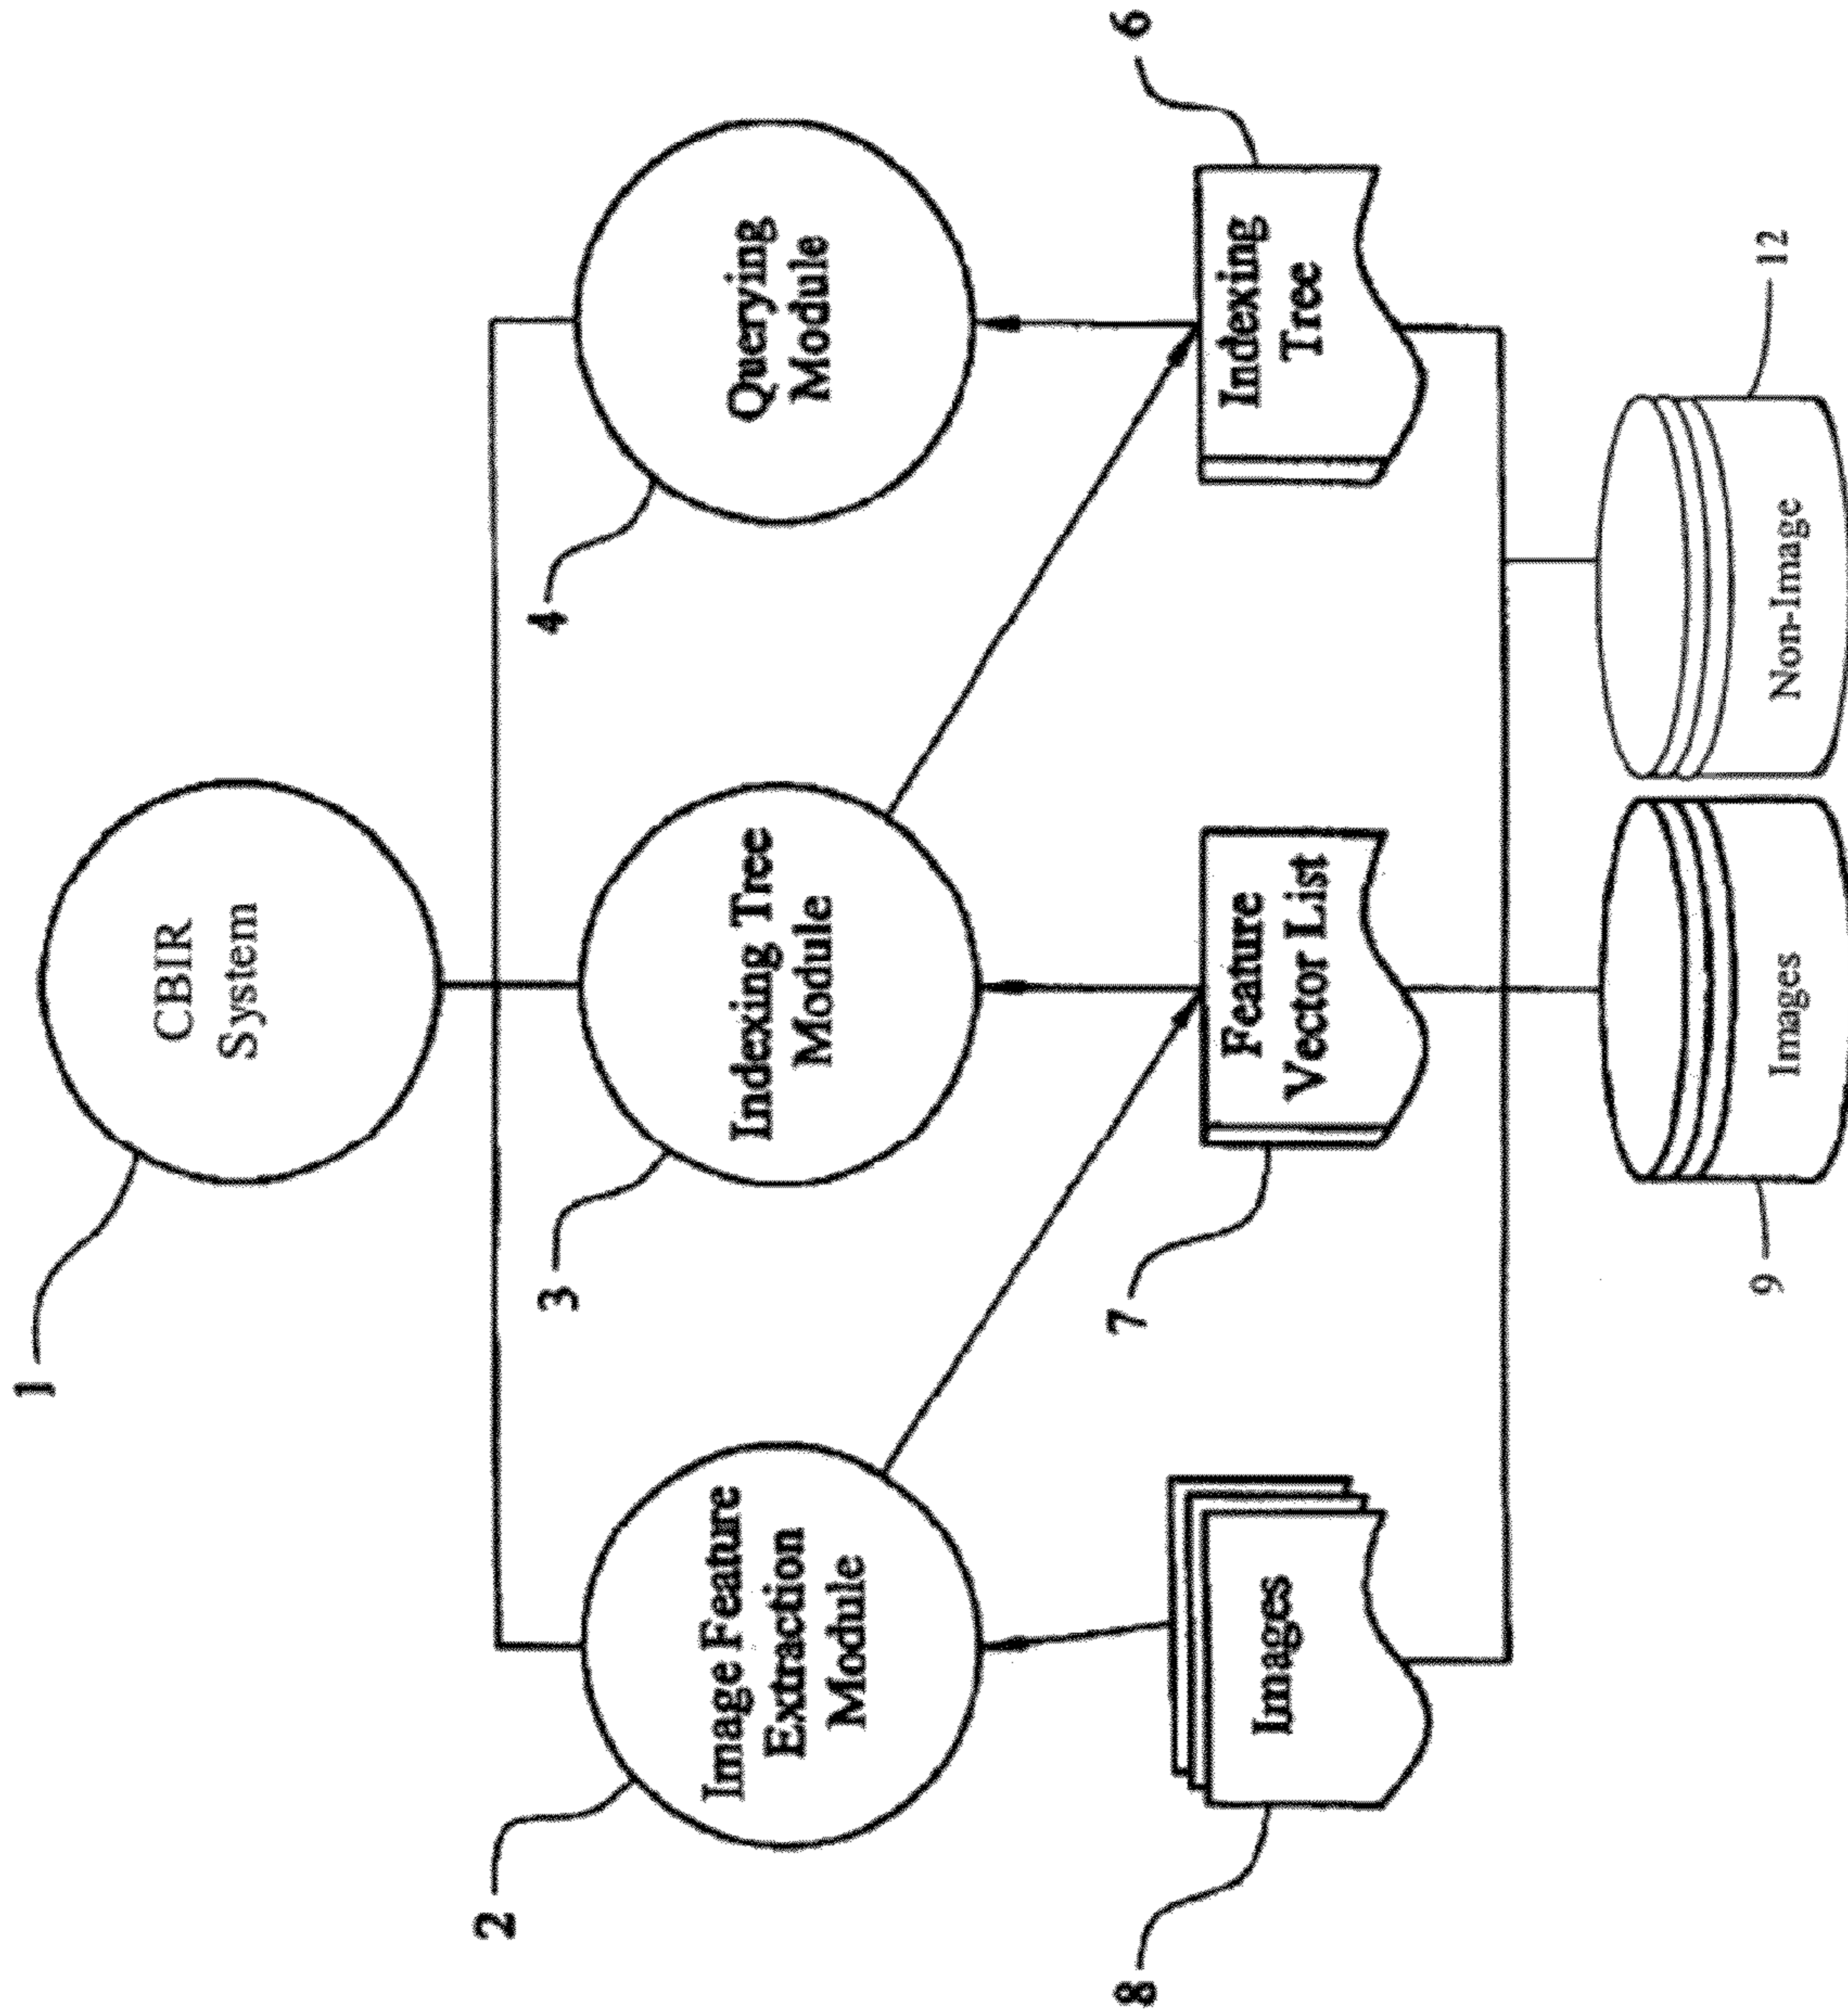 1
CBIR
System
2
Image Feature
Extraction
Module
3
Indexing Tree
Module
4
Querying
Module
8
Images
7
Feature
Vector List
6
Indexing
Tree
9
Images
Non-Image
12